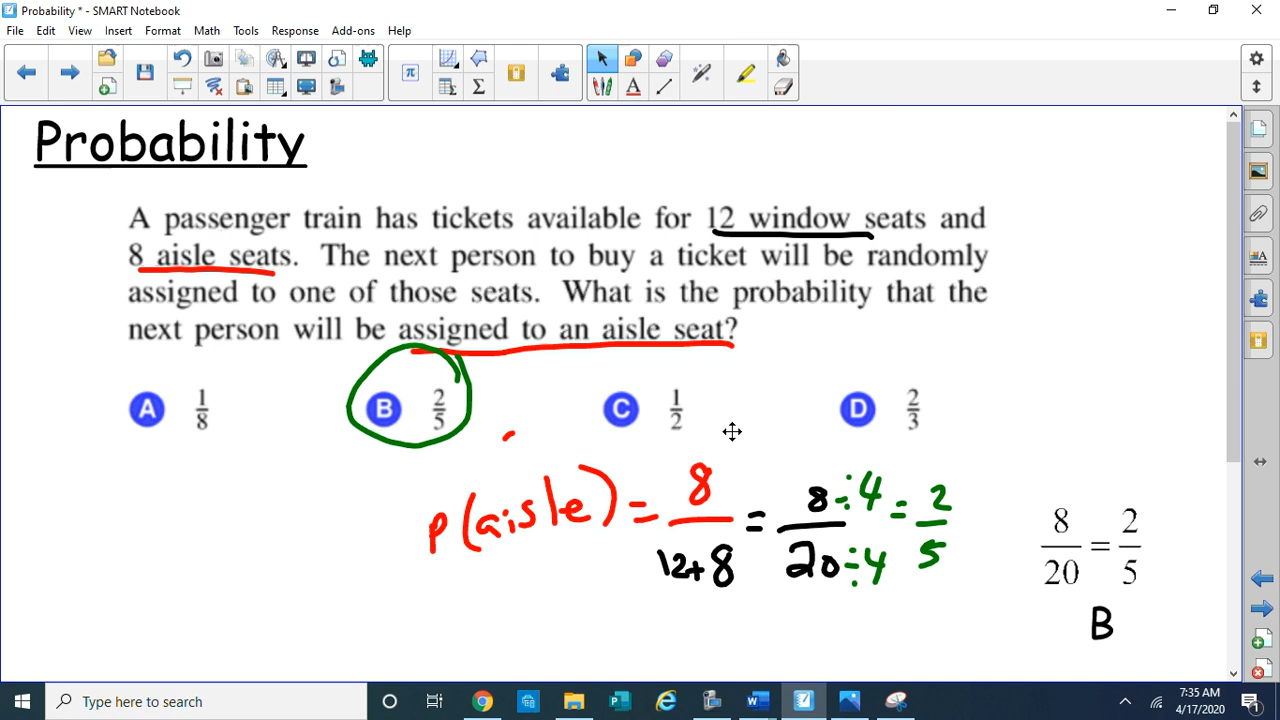 Probability * - SMART Notebook
File Edit View Insert Format Math Tools Response Add-ons Help
Probability
A passenger train has tickets available for 12 window seats and
8 aisle seats. The next person to buy a ticket will be randomly
assigned to one of those seats. What is the probability that the
next person will be assigned to an aisle seat?
A 1/8 B 2/5 C 1/2 D 2/3
P(aisle) = 8/12+8 = 8÷4/20÷4 = 2/5
8/20 = 2/5
B
Type here to search
7:35 AM
4/17/2020